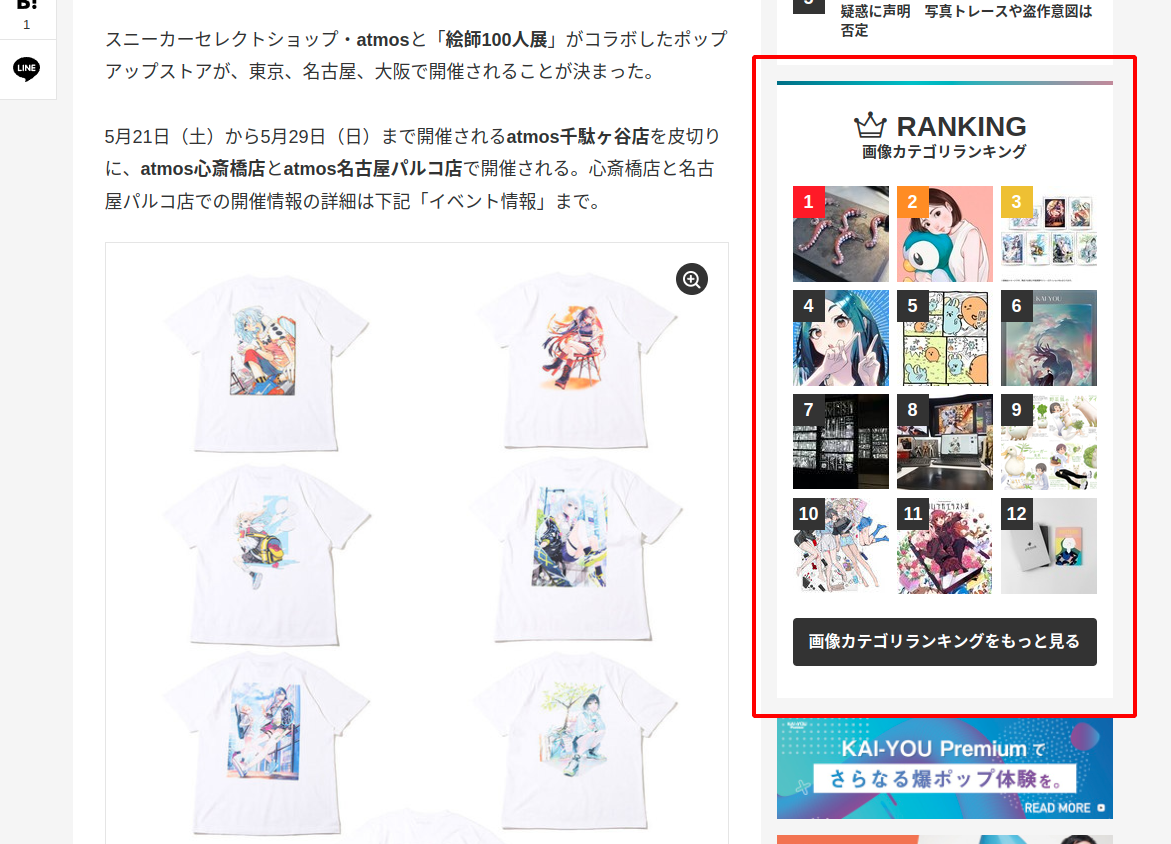 B!
1
LINE
スニーカーセレクトショップ・atmosと「絵師100人展」がコラボしたポップ
アップストアが、東京、名古屋、大阪で開催されることが決まった。
5月21日（土）から5月29日（日）まで開催されるatmos千駄ヶ谷店を皮切り
に、atmos心斎橋店とatmos名古屋パルコ店で開催される。心斎橋店と名古
屋パルコ店での開催情報の詳細は下記「イベント情報」まで。
疑惑に声明　写真トレースや盗作意図は
否定
RANKING
画像カテゴリランキング
1
2
3
4
5
6
KAI-YOU
7
8
9
10
11
12
画像カテゴリランキングをもっと見る
KAI-YOU Premiumで
さらなる爆ポップ体験を。
READ MORE